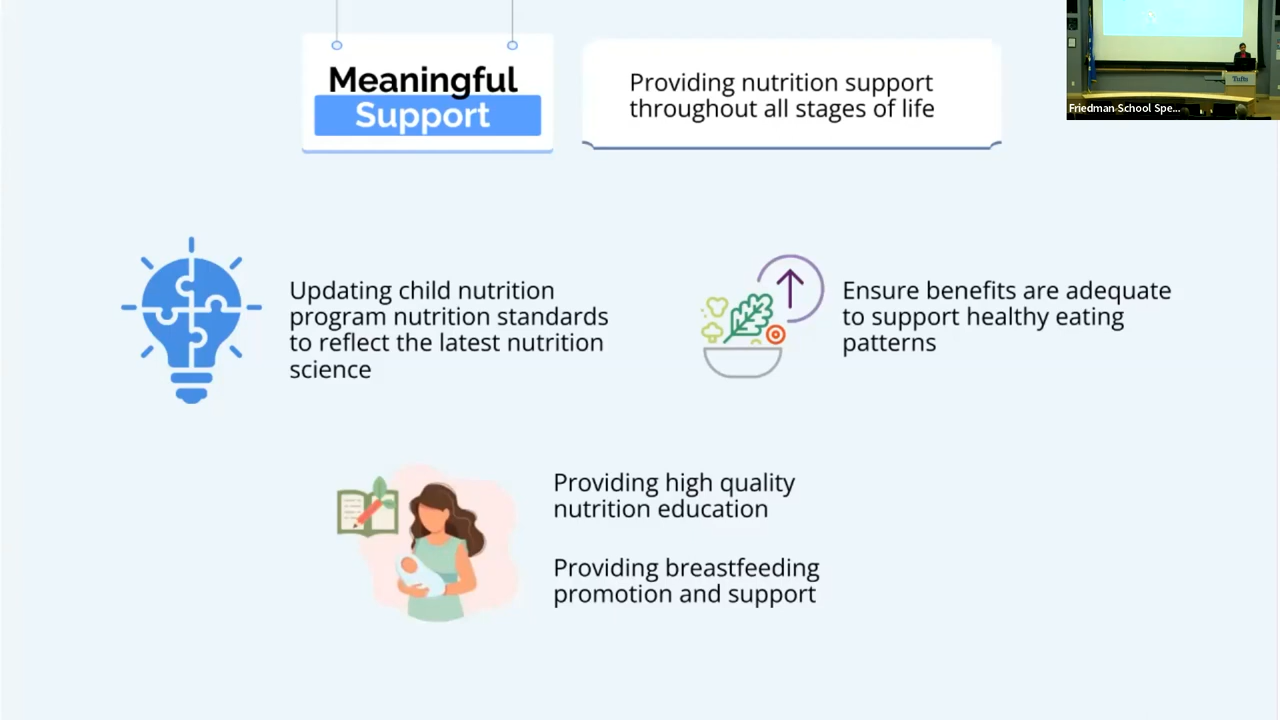 Meaningful
Support
Providing nutrition support
throughout all stages of life
Tufts
Friedman School Spe...
Updating child nutrition
program nutrition standards
to reflect the latest nutrition
science
Ensure benefits are adequate
to support healthy eating
patterns
Providing high quality
nutrition education
Providing breastfeeding
promotion and support